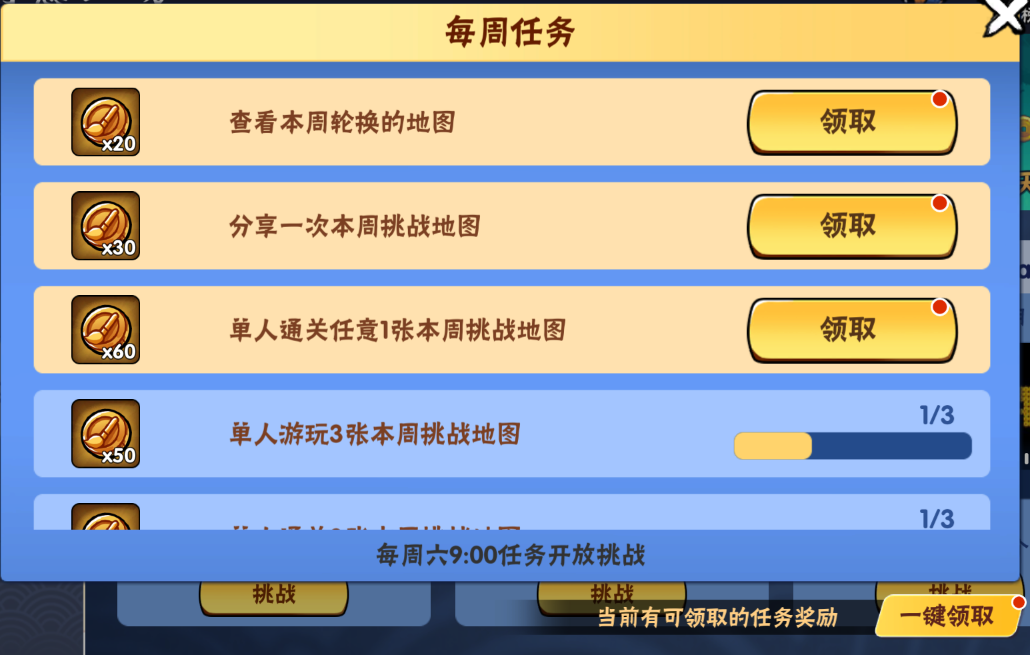 每周任务
x20
查看本周轮换的地图
领取
x30
分享一次本周挑战地图
领取
x60
单人通关任意1张本周挑战地图
领取
x50
单人游玩3张本周挑战地图
1/3
1/3
每周六9:00任务开放挑战
挑战
挑战
挑战
当前有可领取的任务奖励
一键领取